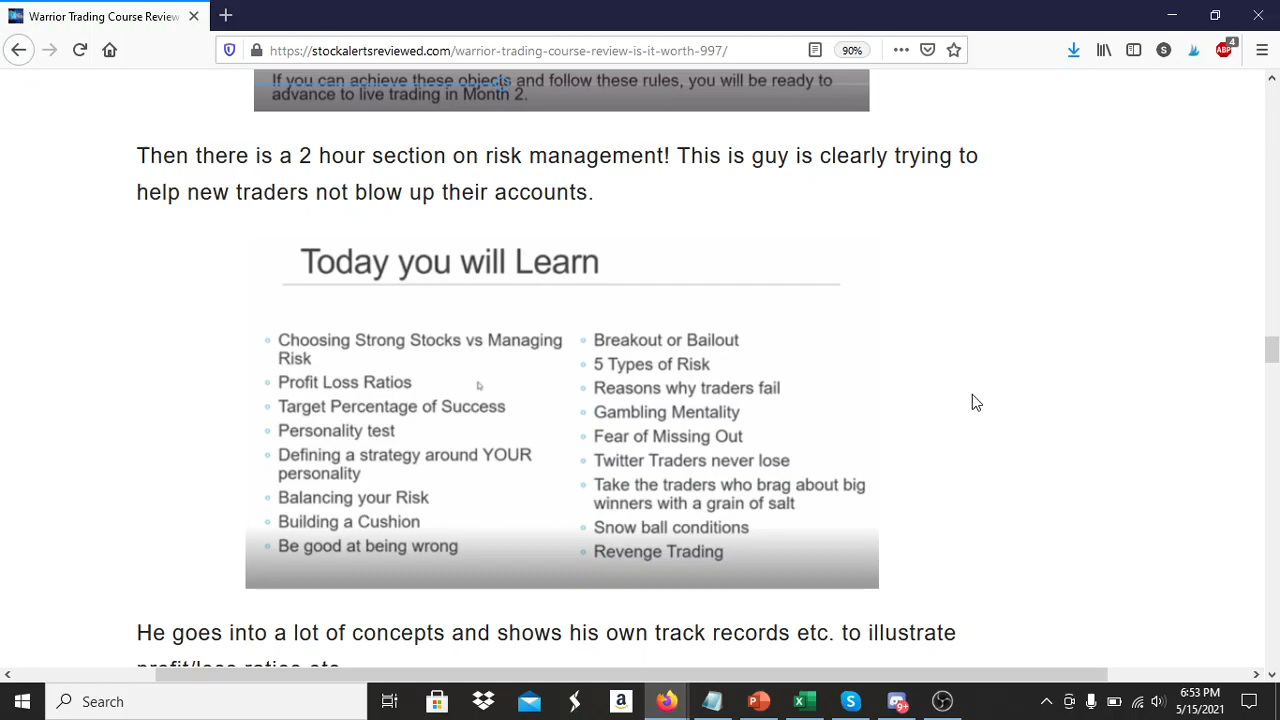 Warrior Trading Course Review
https://stockalertsreviewed.com/warrior-trading-course-review-is-it-worth-997/
90%
S
ABP
4
If you can achieve these objects and follow these rules, you will be ready to
advance to live trading in Month 2.
Then there is a 2 hour section on risk management! This is guy is clearly trying to
help new traders not blow up their accounts.
Today you will Learn
Choosing Strong Stocks vs Managing
Risk
Profit Loss Ratios
Target Percentage of Success
Personality test
Defining a strategy around YOUR
personality
Balancing your Risk
Building a Cushion
Be good at being wrong
Breakout or Bailout
5 Types of Risk
Reasons why traders fail
Gambling Mentality
Fear of Missing Out
Twitter Traders never lose
Take the traders who brag about big
winners with a grain of salt
Snow ball conditions
Revenge Trading
He goes into a lot of concepts and shows his own track records etc. to illustrate
profit/loss ratios etc.
Search
9+
6:53 PM
5/15/2021